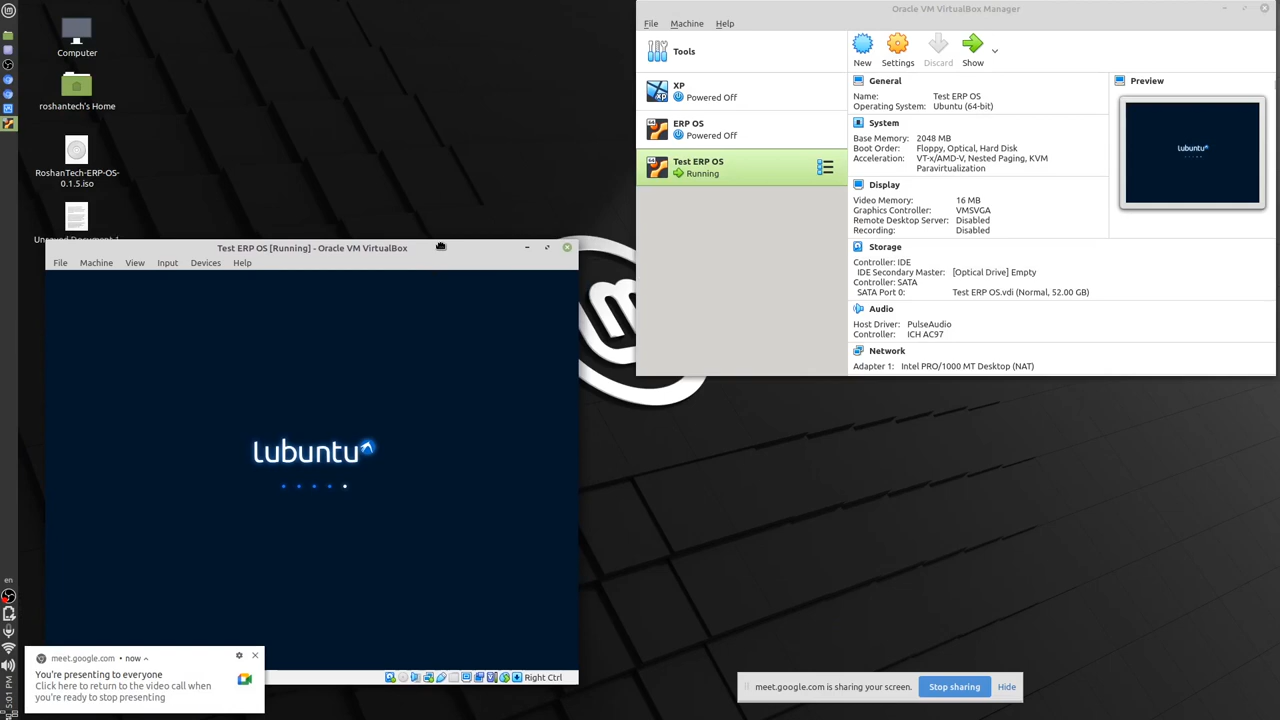 Computer
roshantech's Home
RoshanTech-ERP-OS-
0.1.5.iso
Oracle VM VirtualBox Manager
File Machine Help
Tools
XP
Powered Off
ERP OS
Powered Off
Test ERP OS
Running
New Settings Discard Show
General
Name: Test ERP OS
Operating System: Ubuntu (64-bit)
System
Base Memory: 2048 MB
Boot Order: Floppy, Optical, Hard Disk
Acceleration: VT-x/AMD-V, Nested Paging, KVM
Paravirtualization
Display
Video Memory: 16 MB
Graphics Controller: VMSVGA
Remote Desktop Server: Disabled
Recording: Disabled
Storage
Controller: IDE
IDE Secondary Master: [Optical Drive] Empty
Controller: SATA
SATA Port 0: Test ERP OS.vdi (Normal, 52.00 GB)
Audio
Host Driver: PulseAudio
Controller: ICH AC97
Network
Adapter 1: Intel PRO/1000 MT Desktop (NAT)
Preview
lubuntu
Test ERP OS [Running] - Oracle VM VirtualBox
File Machine View Input Devices Help
lubuntu
Right Ctrl
en
5:01 PM
meet.google.com • now
You're presenting to everyone
Click here to return to the video call when
you're ready to stop presenting
meet.google.com is sharing your screen. Stop sharing Hide